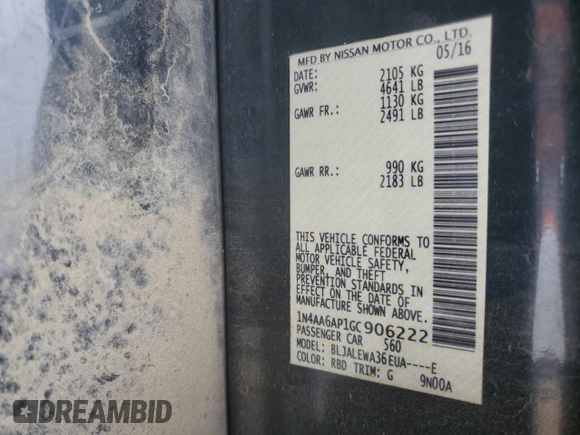 MFD BY NISSAN MOTOR CO., LTD.
DATE: 05/16
GVWR: 2105 KG
4641 LB
GAWR FR.: 1130 KG
2491 LB
GAWR RR.: 990 KG
2183 LB
THIS VEHICLE CONFORMS TO
ALL APPLICABLE FEDERAL
MOTOR VEHICLE SAFETY,
BUMPER, AND THEFT
PREVENTION STANDARDS IN
EFFECT ON THE DATE OF
MANUFACTURE SHOWN ABOVE.
1N4AA6AP1GC906222
PASSENGER CAR 560
MODEL: BLJALEWA36EUA----E
COLOR: RBD TRIM: G 9N00A
DREAMBID